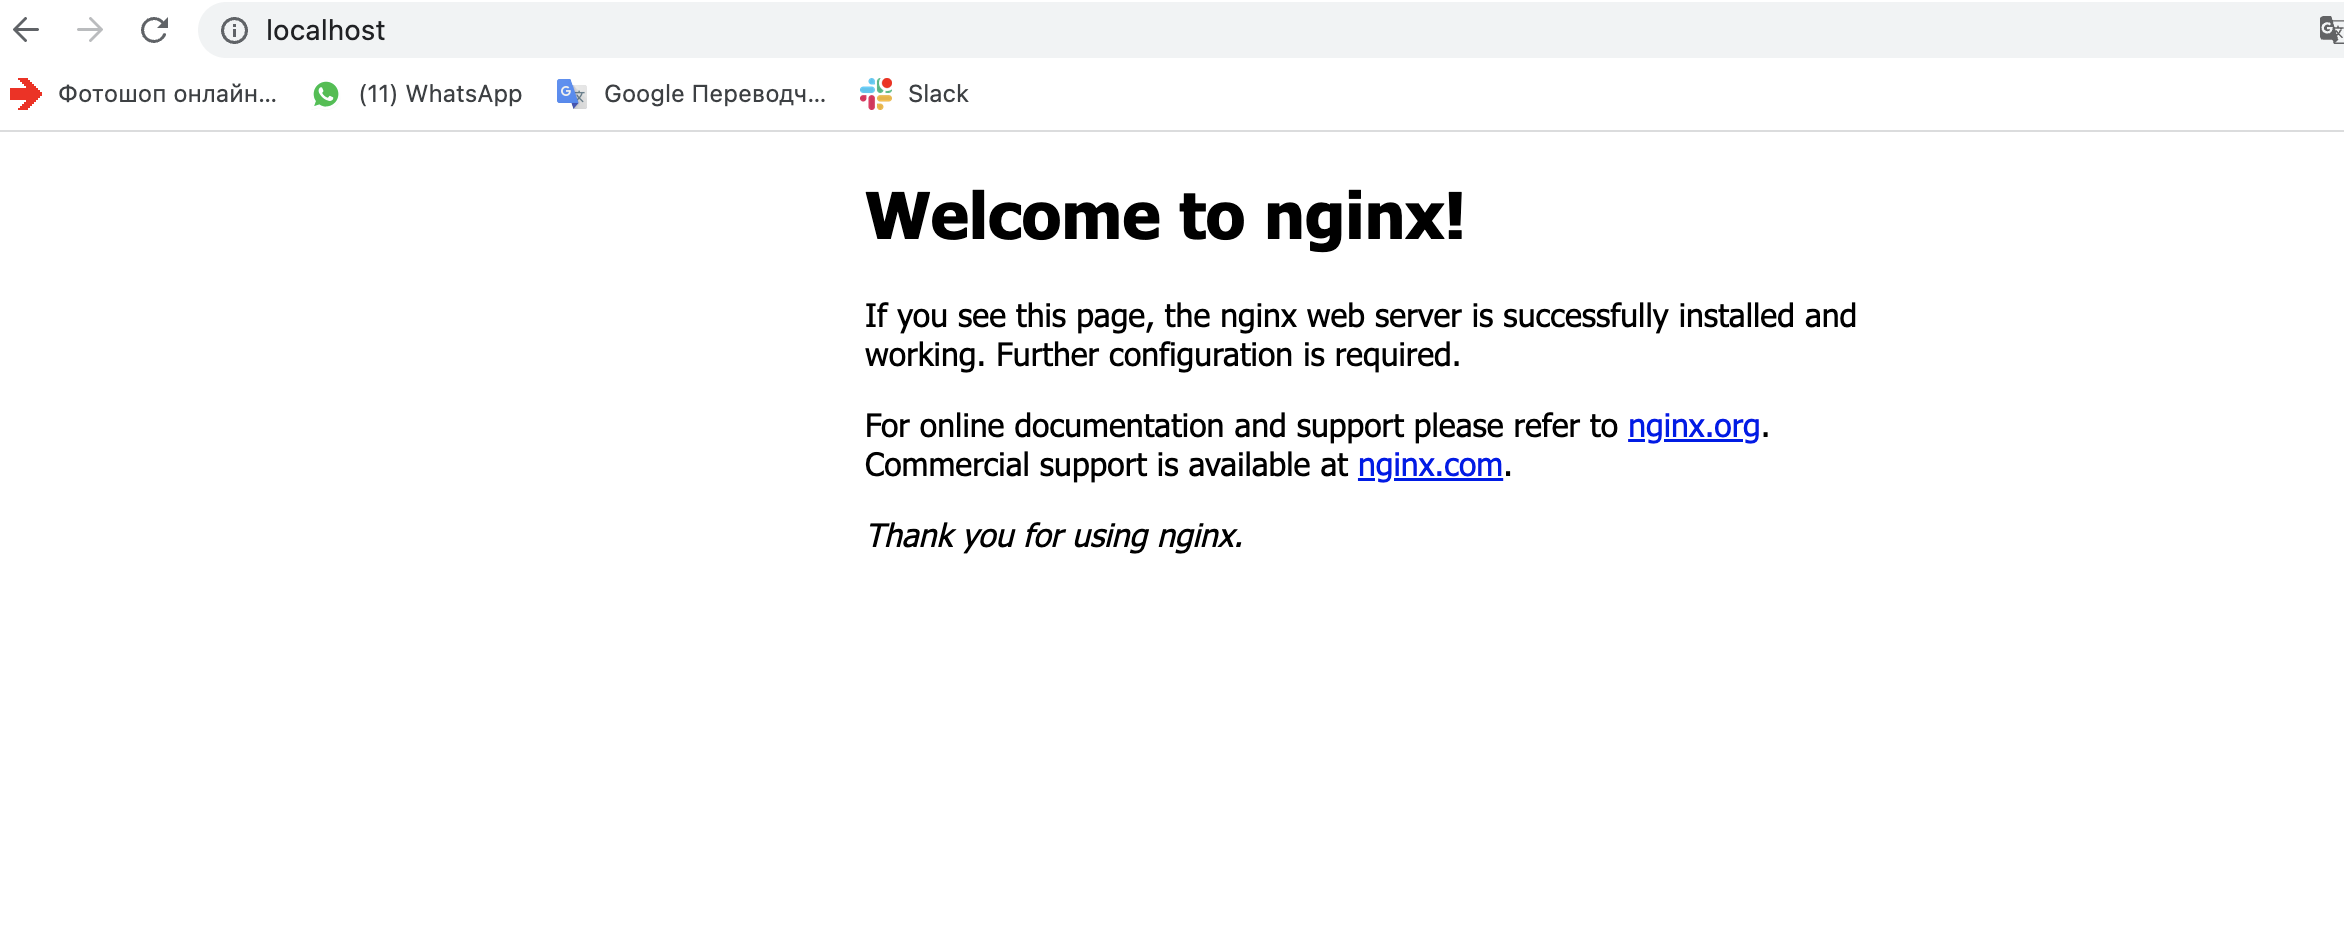 localhost
Фотошоп онлайн...
(11) WhatsApp
Google Переводч...
Slack
Welcome to nginx!
If you see this page, the nginx web server is successfully installed and
working. Further configuration is required.
For online documentation and support please refer to nginx.org.
Commercial support is available at nginx.com.
Thank you for using nginx.